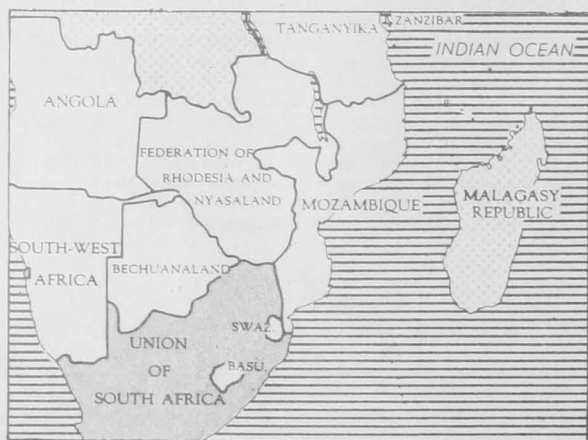 TANGANYIKA
ZANZIBAR
INDIAN OCEAN
ANGOLA
FEDERATION OF
RHODESIA AND
NYASALAND
MOZAMBIQUE
MALAGASY
REPUBLIC
SOUTH-WEST
AFRICA
BECHUANALAND
SWAZ.
BASU.
UNION
OF
SOUTH AFRICA